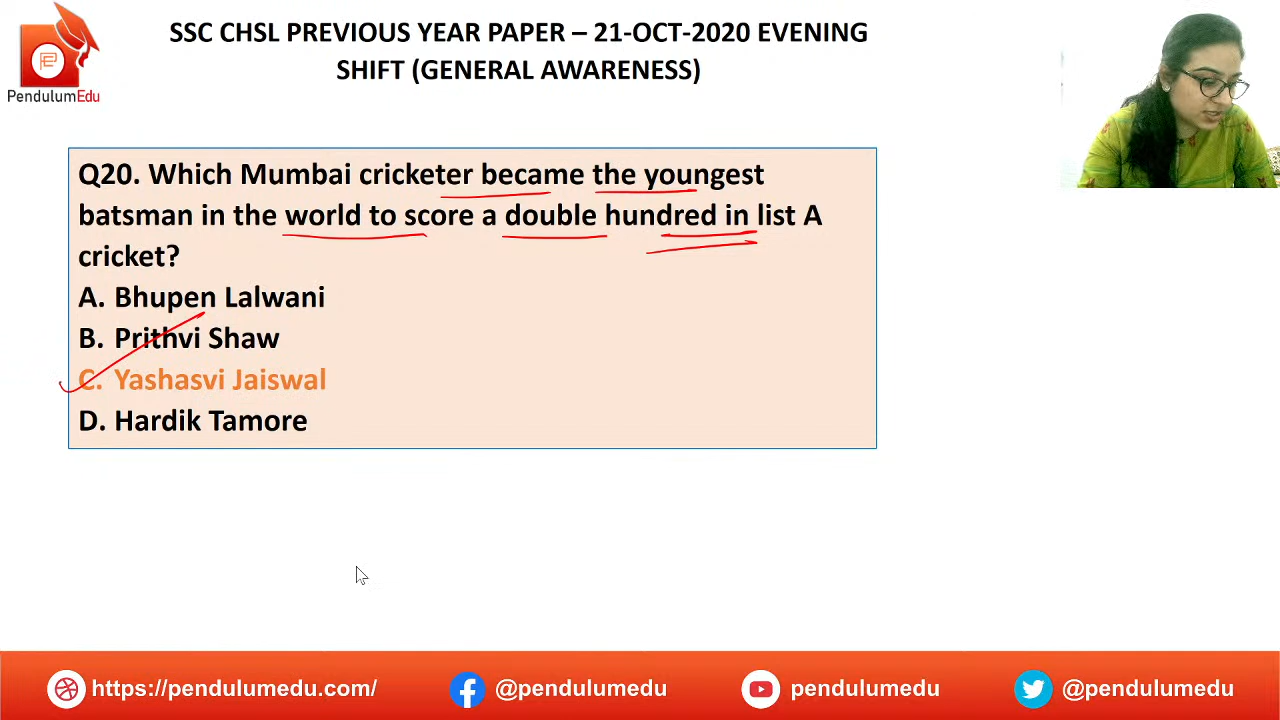 SSC CHSL PREVIOUS YEAR PAPER – 21-OCT-2020 EVENING
SHIFT (GENERAL AWARENESS)
PendulumEdu
Q20. Which Mumbai cricketer became the youngest
batsman in the world to score a double hundred in list A
cricket?
A. Bhupen Lalwani
B. Prithvi Shaw
C. Yashasvi Jaiswal
D. Hardik Tamore
https://pendulumedu.com/
@pendulumedu
pendulumedu
@pendulumedu